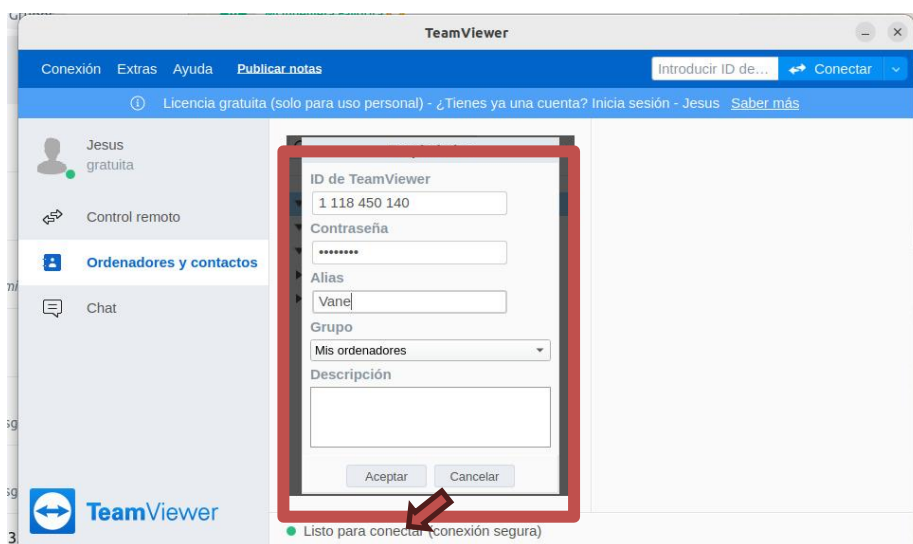 TeamViewer
Conexión Extras Ayuda Publicar notas
Introducir ID de... Conectar
Licencia gratuita (solo para uso personal) - ¿Tienes ya una cuenta? Inicia sesión - Jesus Saber más
Jesus
gratuita
Control remoto
Ordenadores y contactos
Chat
ID de TeamViewer
1 118 450 140
Contraseña
••••••••
Alias
Vane
Grupo
Mis ordenadores
Descripción
Aceptar Cancelar
TeamViewer
Listo para conectar (conexión segura)